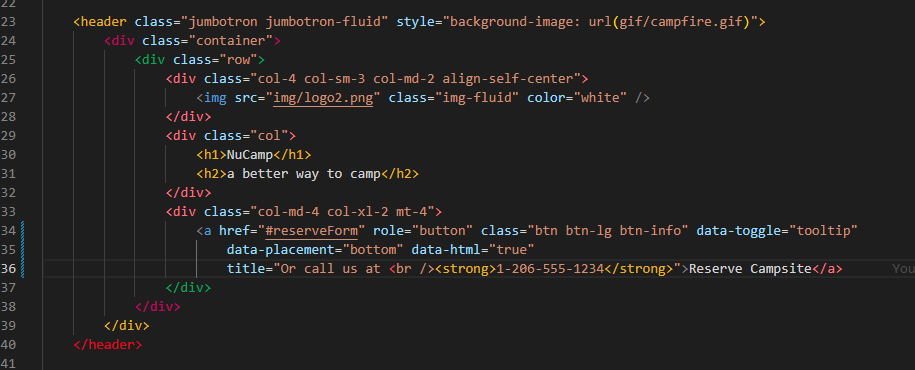 22
23 <header class="jumbotron jumbotron-fluid" style="background-image: url(gif/campfire.gif)">
24 <div class="container">
25 <div class="row">
26 <div class="col-4 col-sm-3 col-md-2 align-self-center">
27 <img src="img/logo2.png" class="img-fluid" color="white" />
28 </div>
29 <div class="col">
30 <h1>NuCamp</h1>
31 <h2>a better way to camp</h2>
32 </div>
33 <div class="col-md-4 col-xl-2 mt-4">
34 <a href="#reserveForm" role="button" class="btn btn-lg btn-info" data-toggle="tooltip"
35 data-placement="bottom" data-html="true"
36 title="Or call us at <br /><strong>1-206-555-1234</strong>">Reserve Campsite</a> You
37 </div>
38 </div>
39 </div>
40 </header>
41